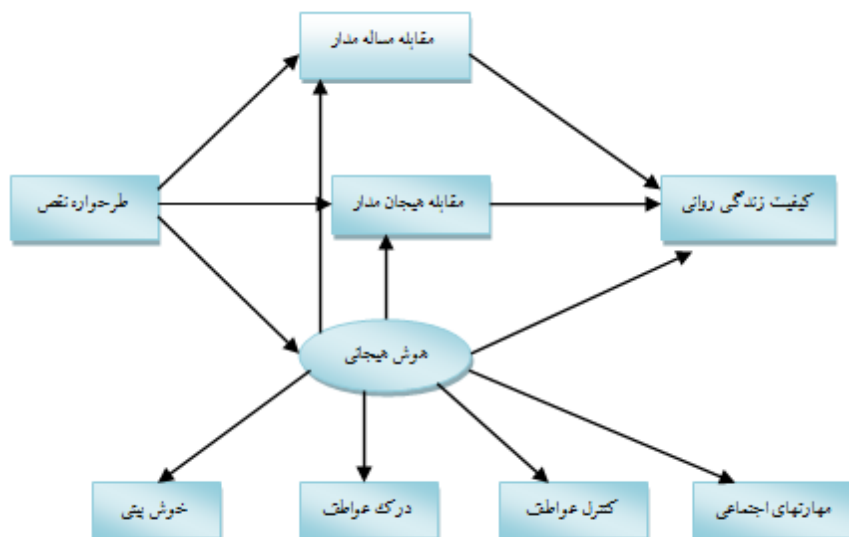 مقابله مساله مدار
طرحواره نقص
مقابله هیجان مدار
کیفیت زندگی روانی
هوش هیجانی
خوش بینی
درک عواطف
کنترل عواطف
مهارتهای اجتماعی